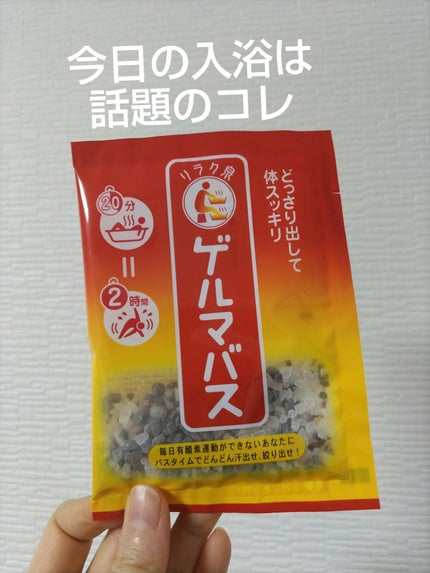 今日の入浴は
話題のコレ
リラク泉
ゲルマバス
どっさり出して
体スッキリ
20分
=
2時間
毎日有酸素運動ができないあなたに
バスタイムでどんどん汗出せ、絞り出せ!